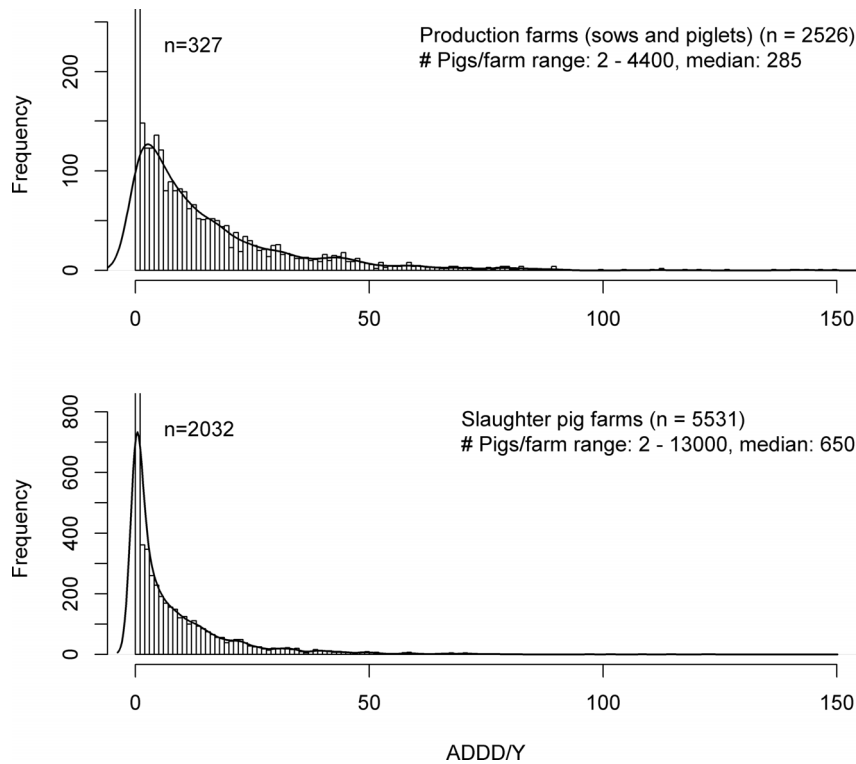 n=327
Production farms (sows and piglets) (n = 2526)
# Pigs/farm range: 2 - 4400, median: 285
Frequency
200
100
0
0 50 100 150
n=2032
Slaughter pig farms (n = 5531)
# Pigs/farm range: 2 - 13000, median: 650
Frequency
800
600
400
200
0
0 50 100 150
ADDD/Y